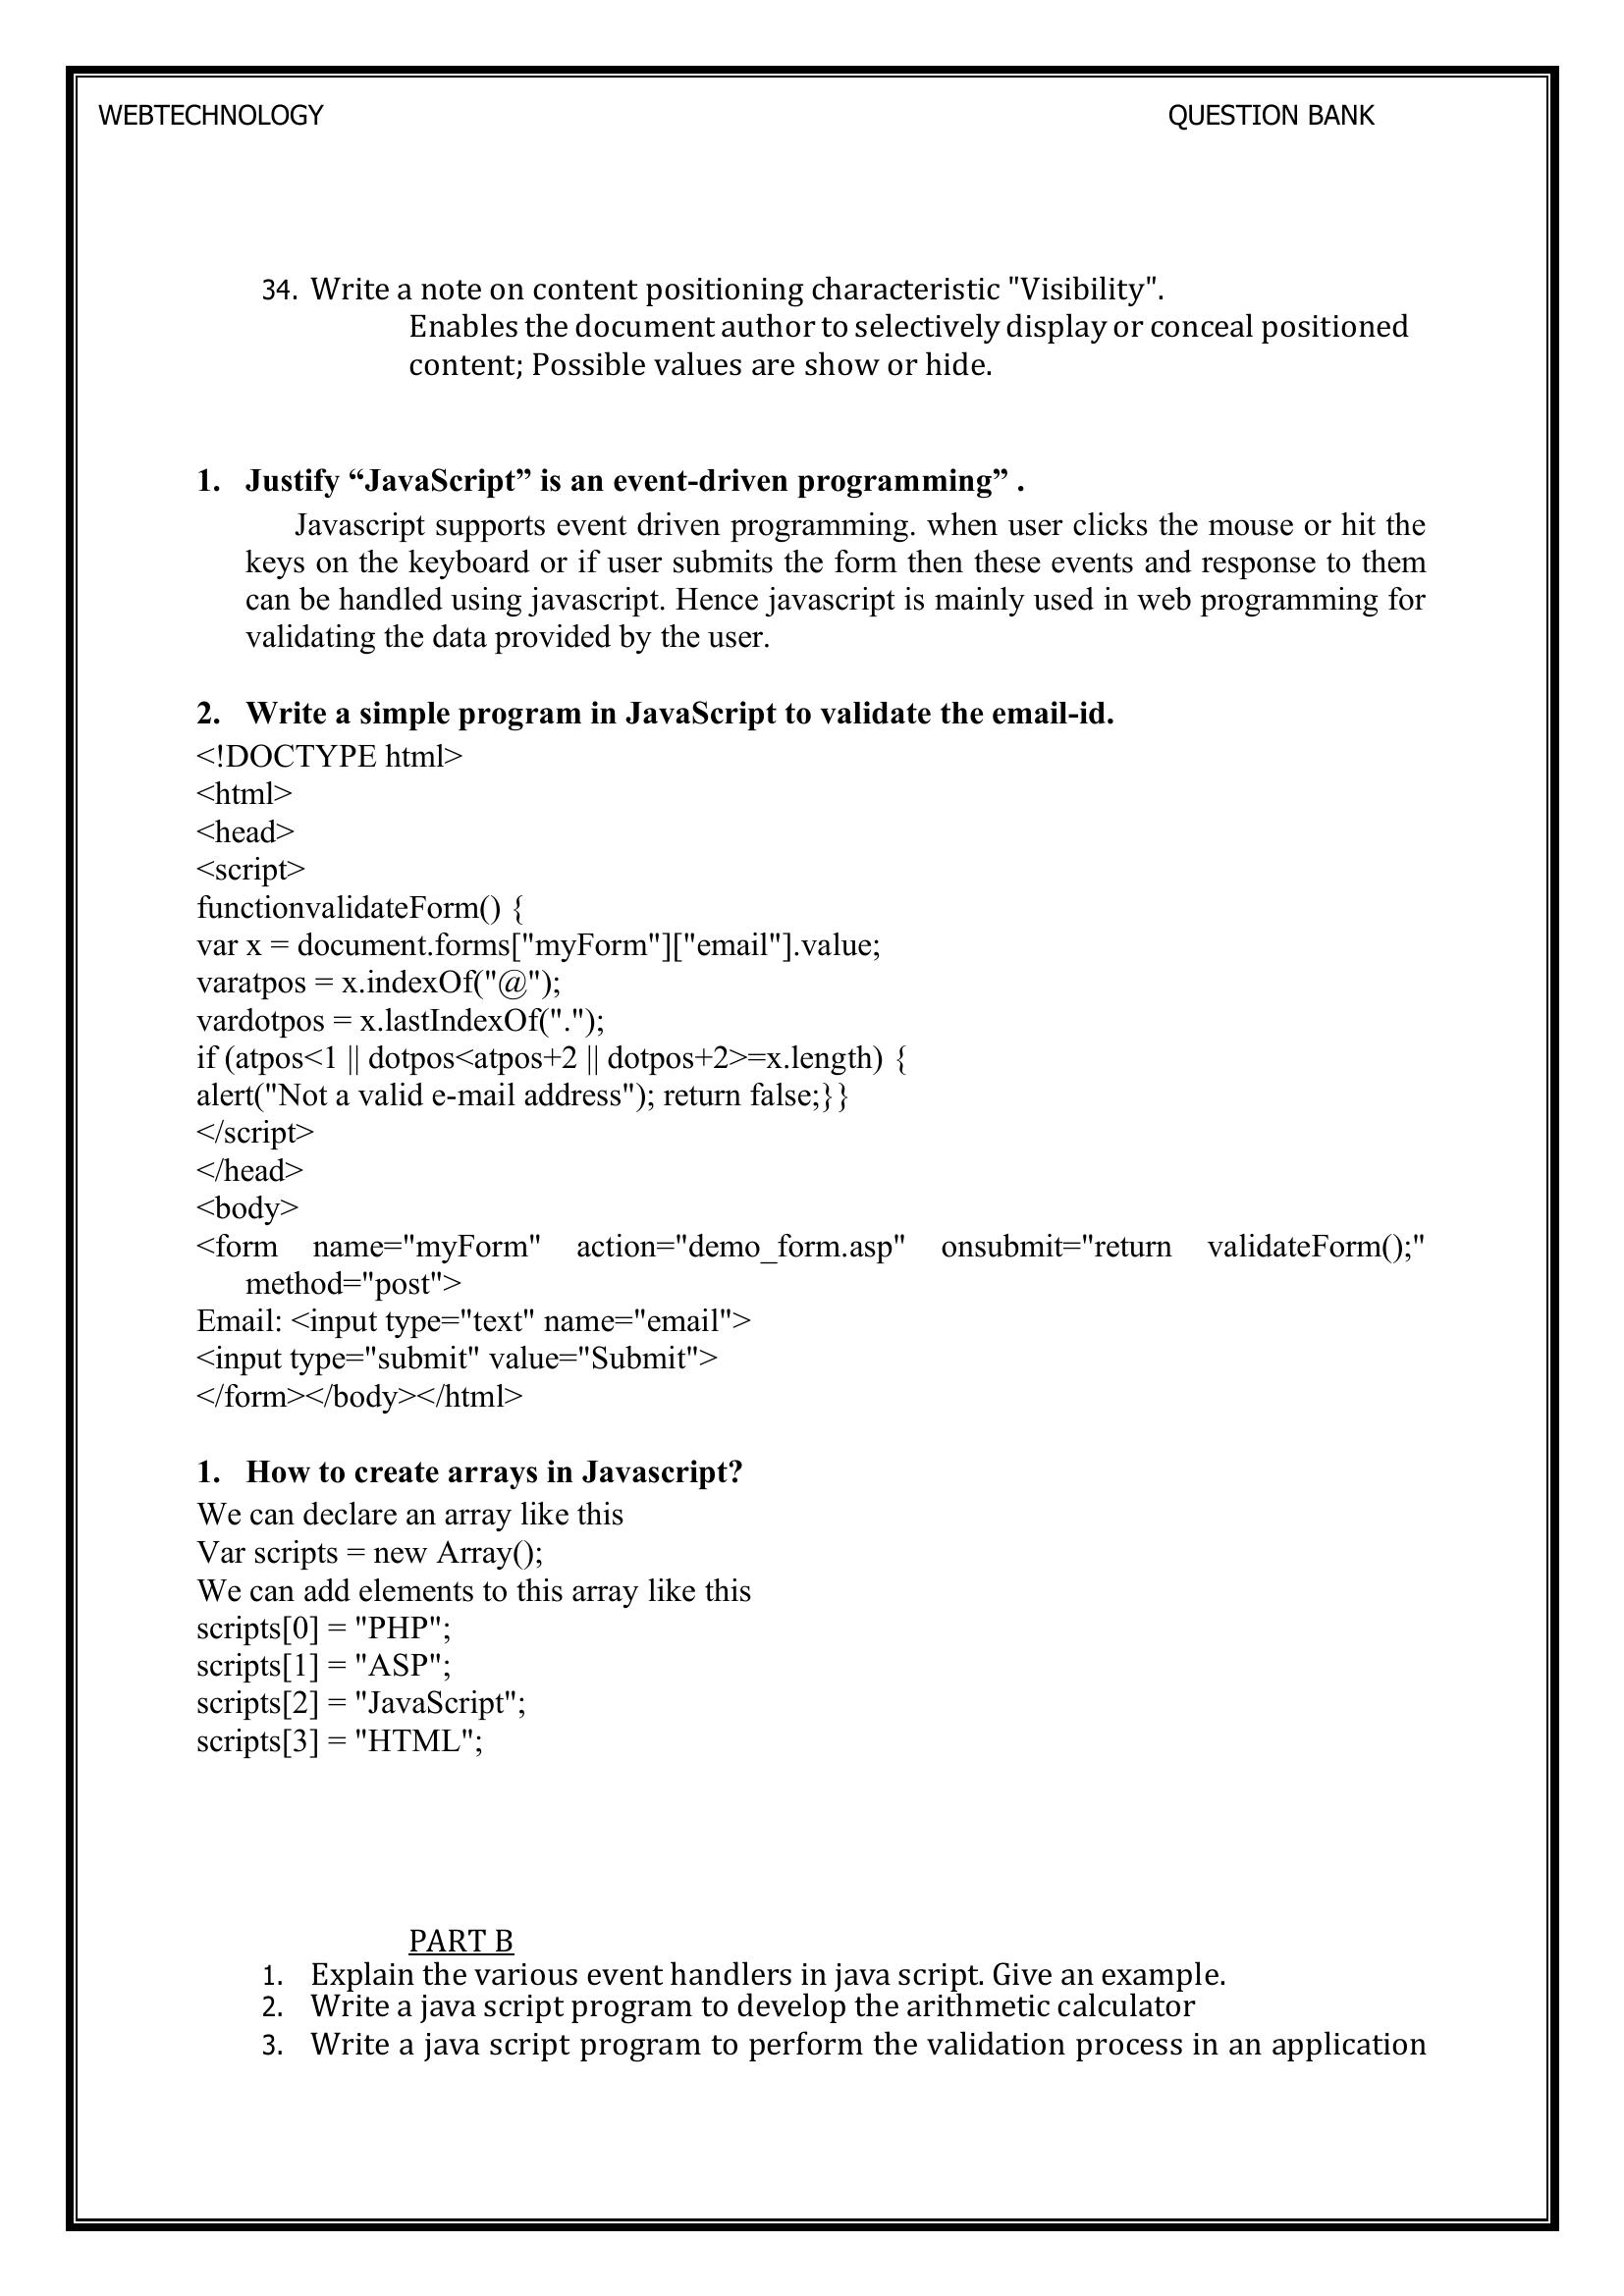 WEBTECHNOLOGY QUESTION BANK
34. Write a note on content positioning characteristic "Visibility".
Enables the document author to selectively display or conceal positioned
content; Possible values are show or hide.
1. Justify “JavaScript” is an event-driven programming” .
Javascript supports event driven programming. when user clicks the mouse or hit the
keys on the keyboard or if user submits the form then these events and response to them
can be handled using javascript. Hence javascript is mainly used in web programming for
validating the data provided by the user.
2. Write a simple program in JavaScript to validate the email-id.
<!DOCTYPE html>
<html>
<head>
<script>
functionvalidateForm() {
var x = document.forms["myForm"]["email"].value;
varatpos = x.indexOf("@");
vardotpos = x.lastIndexOf(".");
if (atpos<1 || dotpos<atpos+2 || dotpos+2>=x.length) {
alert("Not a valid e-mail address"); return false;}}
</script>
</head>
<body>
<form name="myForm" action="demo_form.asp" onsubmit="return validateForm();"
method="post">
Email: <input type="text" name="email">
<input type="submit" value="Submit">
</form></body></html>
1. How to create arrays in Javascript?
We can declare an array like this
Var scripts = new Array();
We can add elements to this array like this
scripts[0] = "PHP";
scripts[1] = "ASP";
scripts[2] = "JavaScript";
scripts[3] = "HTML";
PART B
1. Explain the various event handlers in java script. Give an example.
2. Write a java script program to develop the arithmetic calculator
3. Write a java script program to perform the validation process in an application